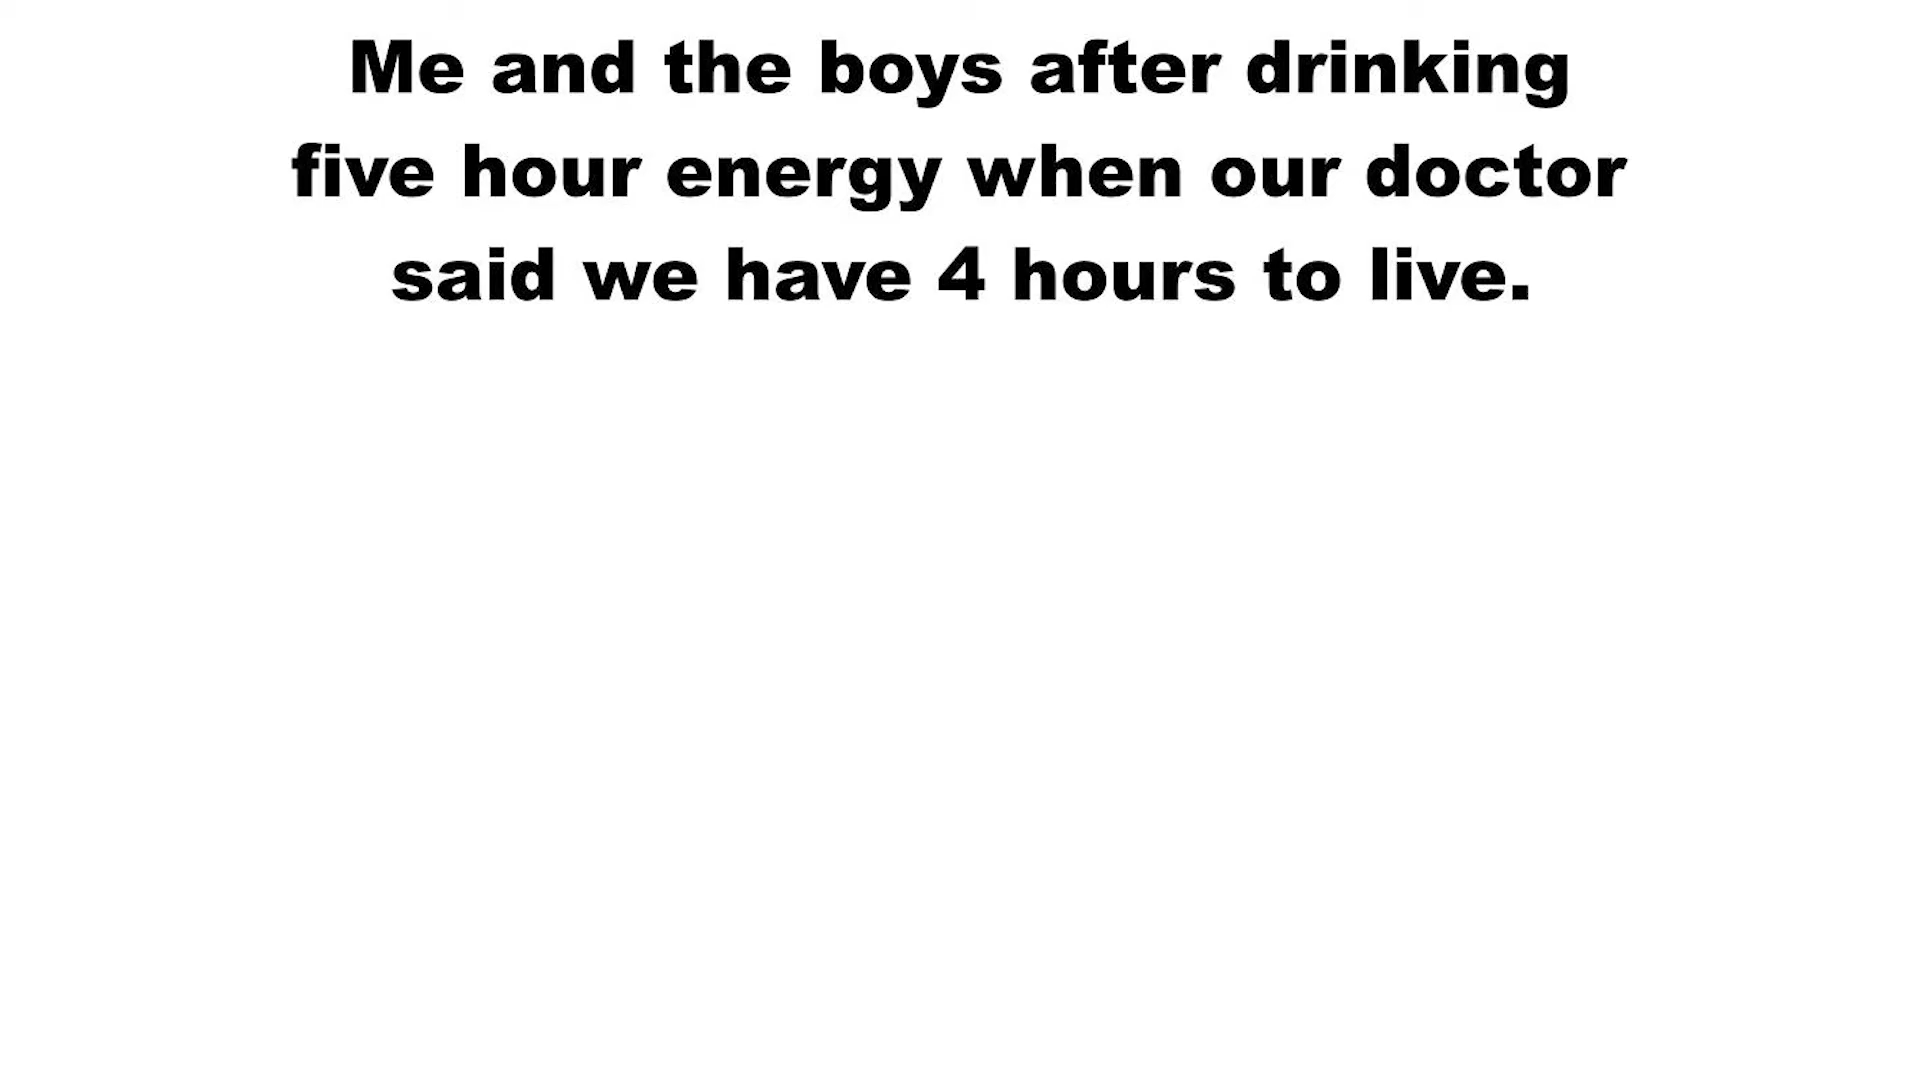 Me and the boys after drinking
five hour energy when our doctor
said we have 4 hours to live.